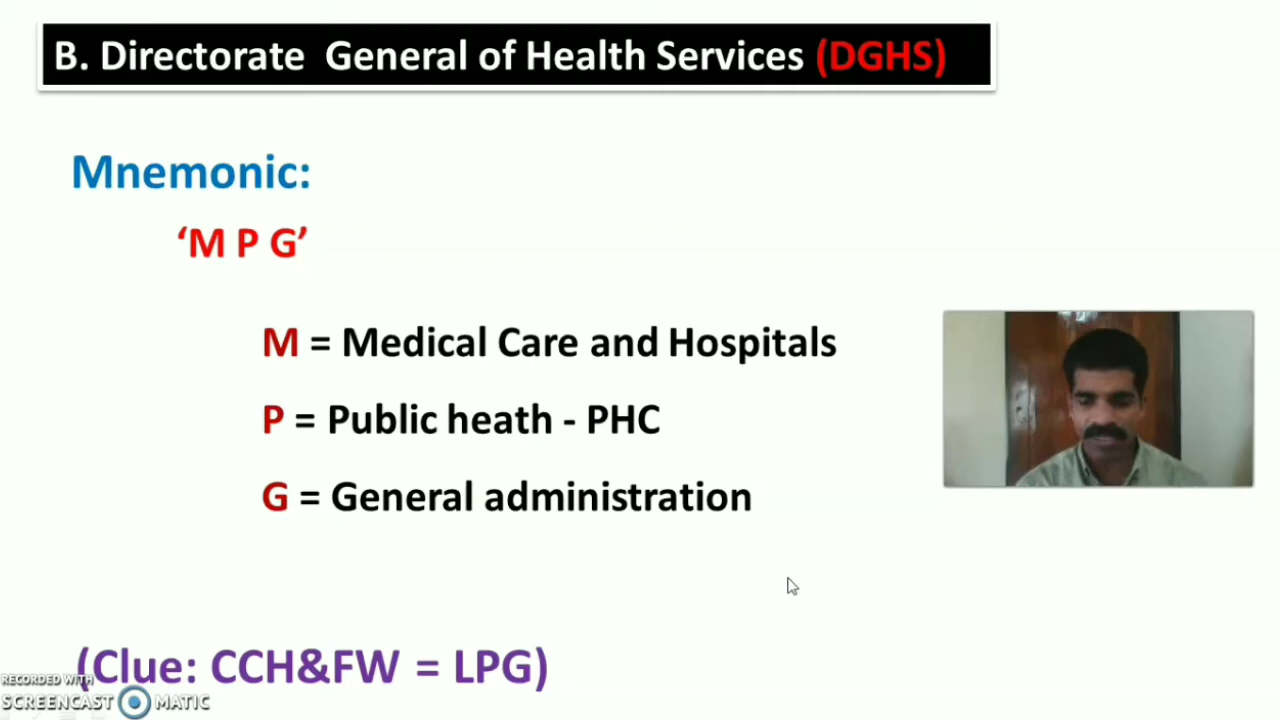 B. Directorate General of Health Services (DGHS)
Mnemonic:
‘M P G’
M = Medical Care and Hospitals
P = Public heath - PHC
G = General administration
(Clue: CCH&FW = LPG)
RECORDED WITH
SCREENCAST MATIC